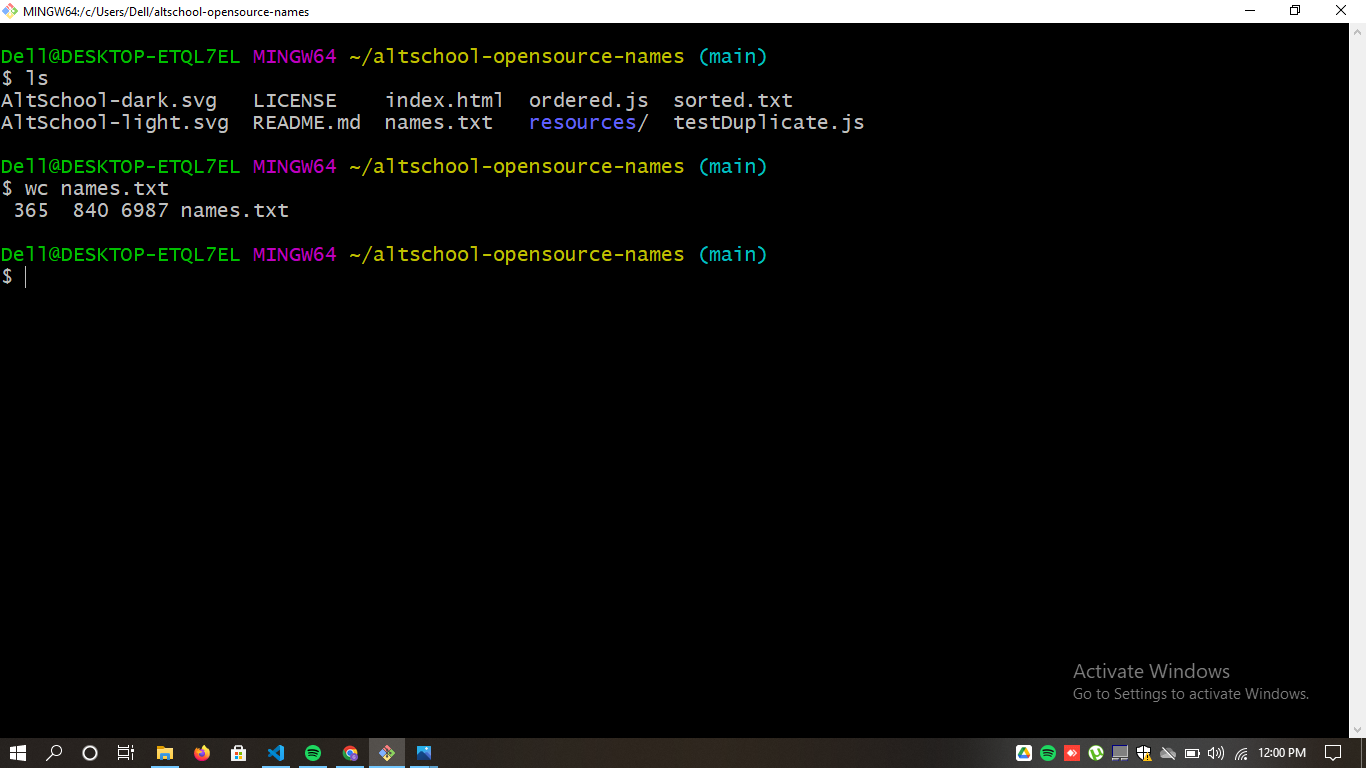 MINGW64:/c/Users/Dell/altschool-opensource-names
Dell@DESKTOP-ETQL7EL MINGW64 ~/altschool-opensource-names (main)
$ ls
AltSchool-dark.svg   LICENSE    index.html  ordered.js  sorted.txt
AltSchool-light.svg  README.md  names.txt   resources/  testDuplicate.js
Dell@DESKTOP-ETQL7EL MINGW64 ~/altschool-opensource-names (main)
$ wc names.txt
 365  840 6987 names.txt
Dell@DESKTOP-ETQL7EL MINGW64 ~/altschool-opensource-names (main)
$
Activate Windows
Go to Settings to activate Windows.
12:00 PM